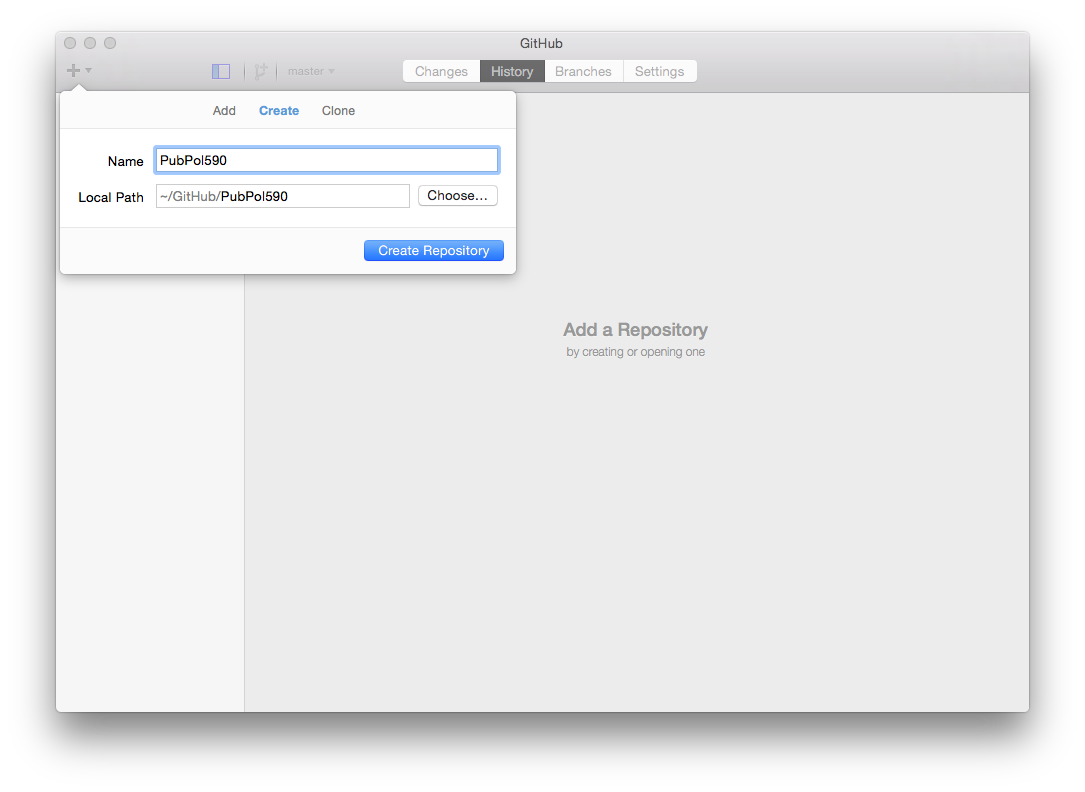 GitHub
master
Changes History Branches Settings
Add Create Clone
Name PubPol590
Local Path ~/GitHub/PubPol590 Choose...
Create Repository
Add a Repository
by creating or opening one